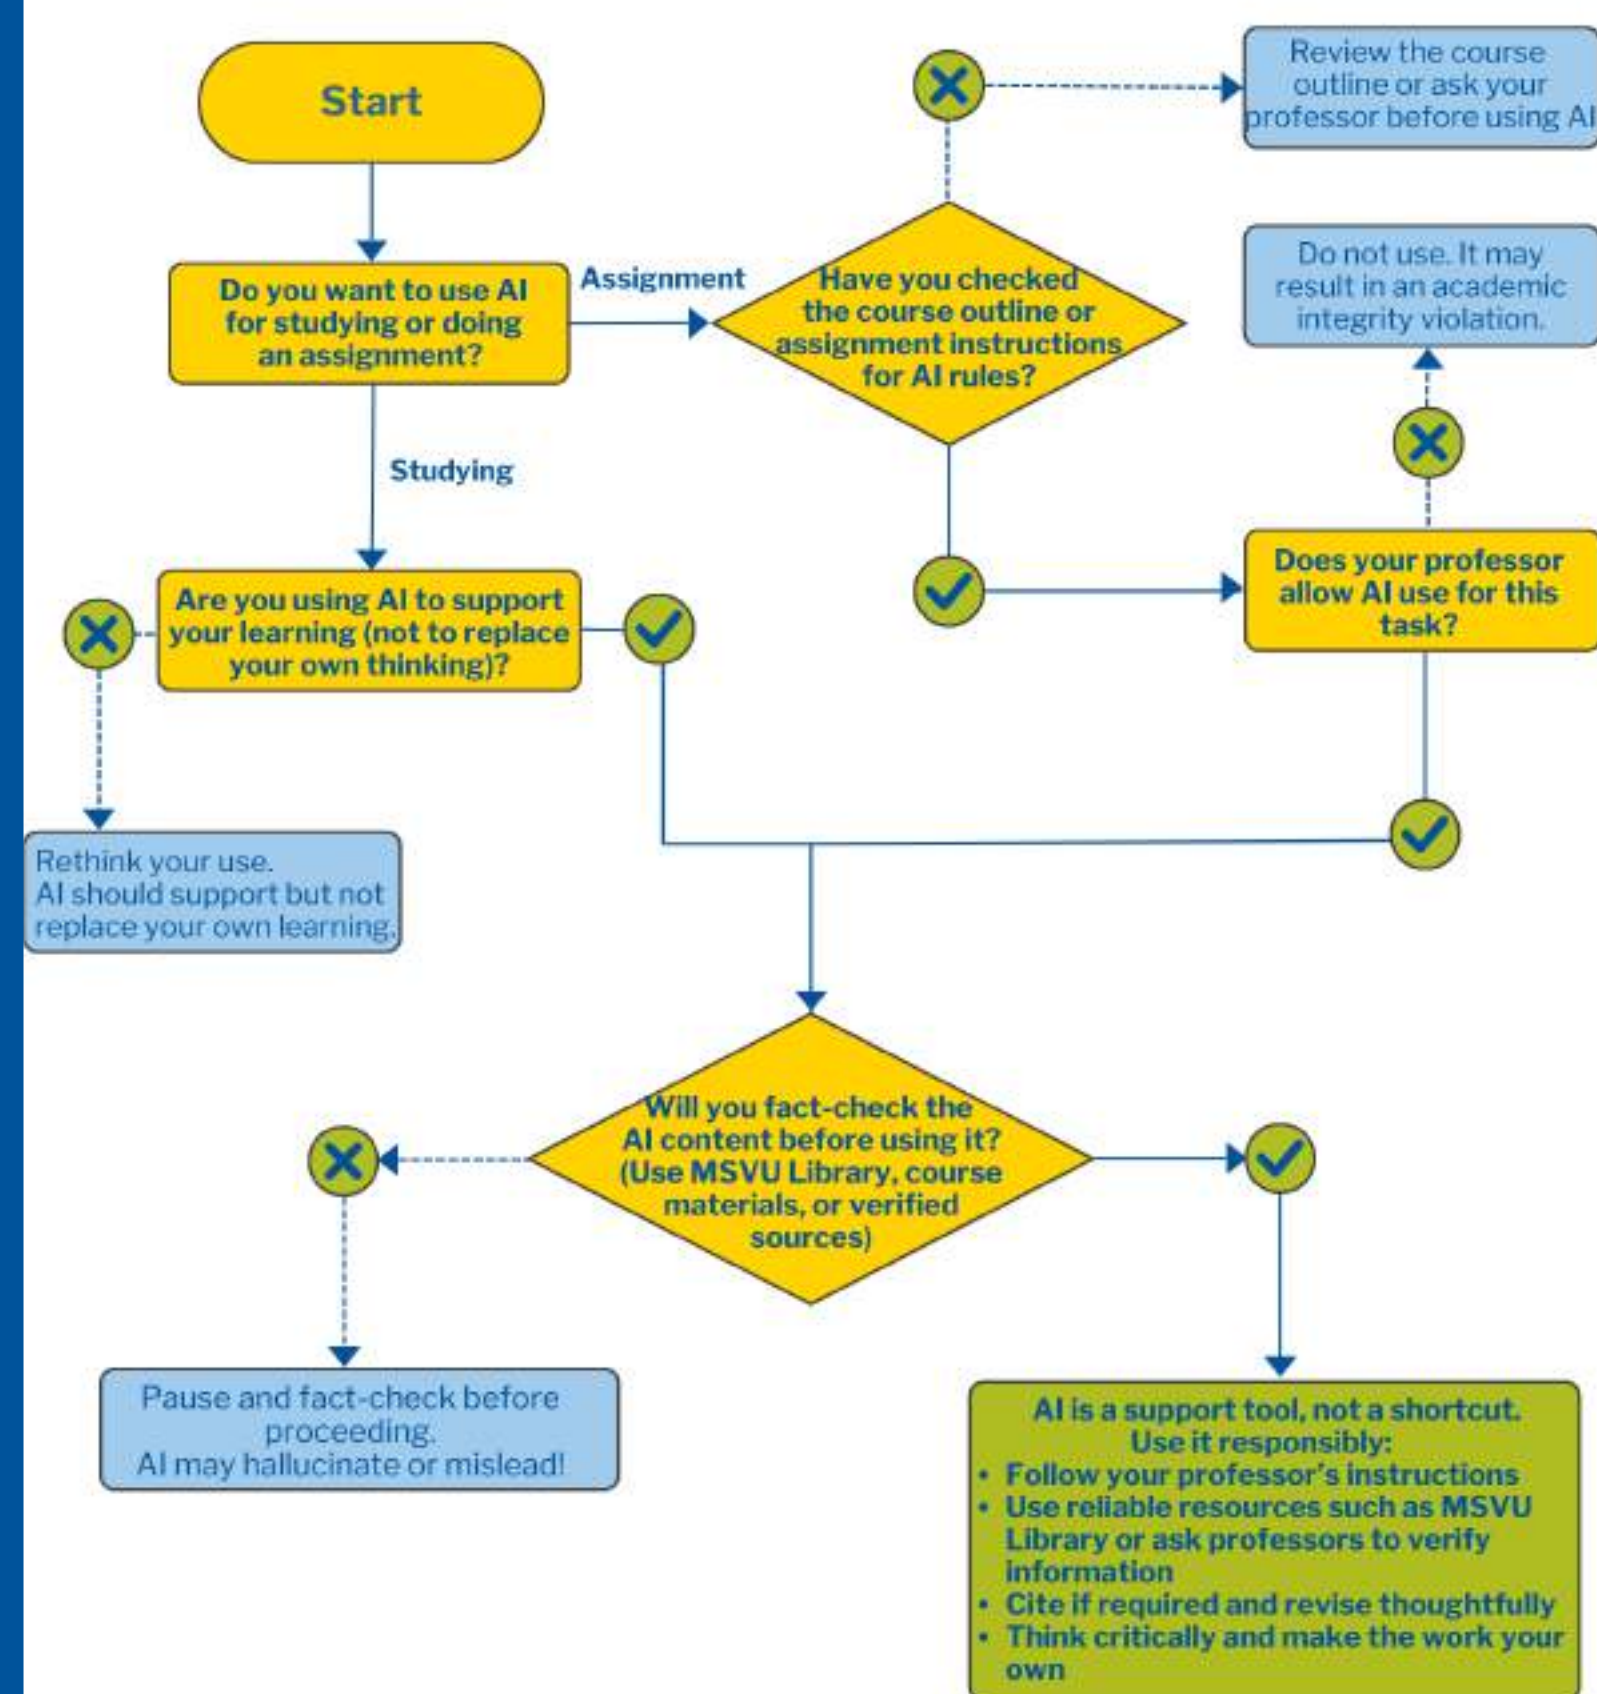 Start
Review the course
outline or ask your
professor before using AI
Do you want to use AI
for studying or doing
an assignment?
Assignment
Have you checked
the course outline or
assignment instructions
for AI rules?
Do not use. It may
result in an academic
integrity violation.
Studying
Does your professor
allow AI use for this
task?
Are you using AI to support
your learning (not to replace
your own thinking)?
Rethink your use.
AI should support but not
replace your own learning.
Will you fact-check the
AI content before using it?
(Use MSVU Library, course
materials, or verified
sources)
Pause and fact-check before
proceeding.
AI may hallucinate or mislead!
AI is a support tool, not a shortcut.
Use it responsibly:
• Follow your professor's instructions
• Use reliable resources such as MSVU
Library or ask professors to verify
information
• Cite if required and revise thoughtfully
• Think critically and make the work your
own